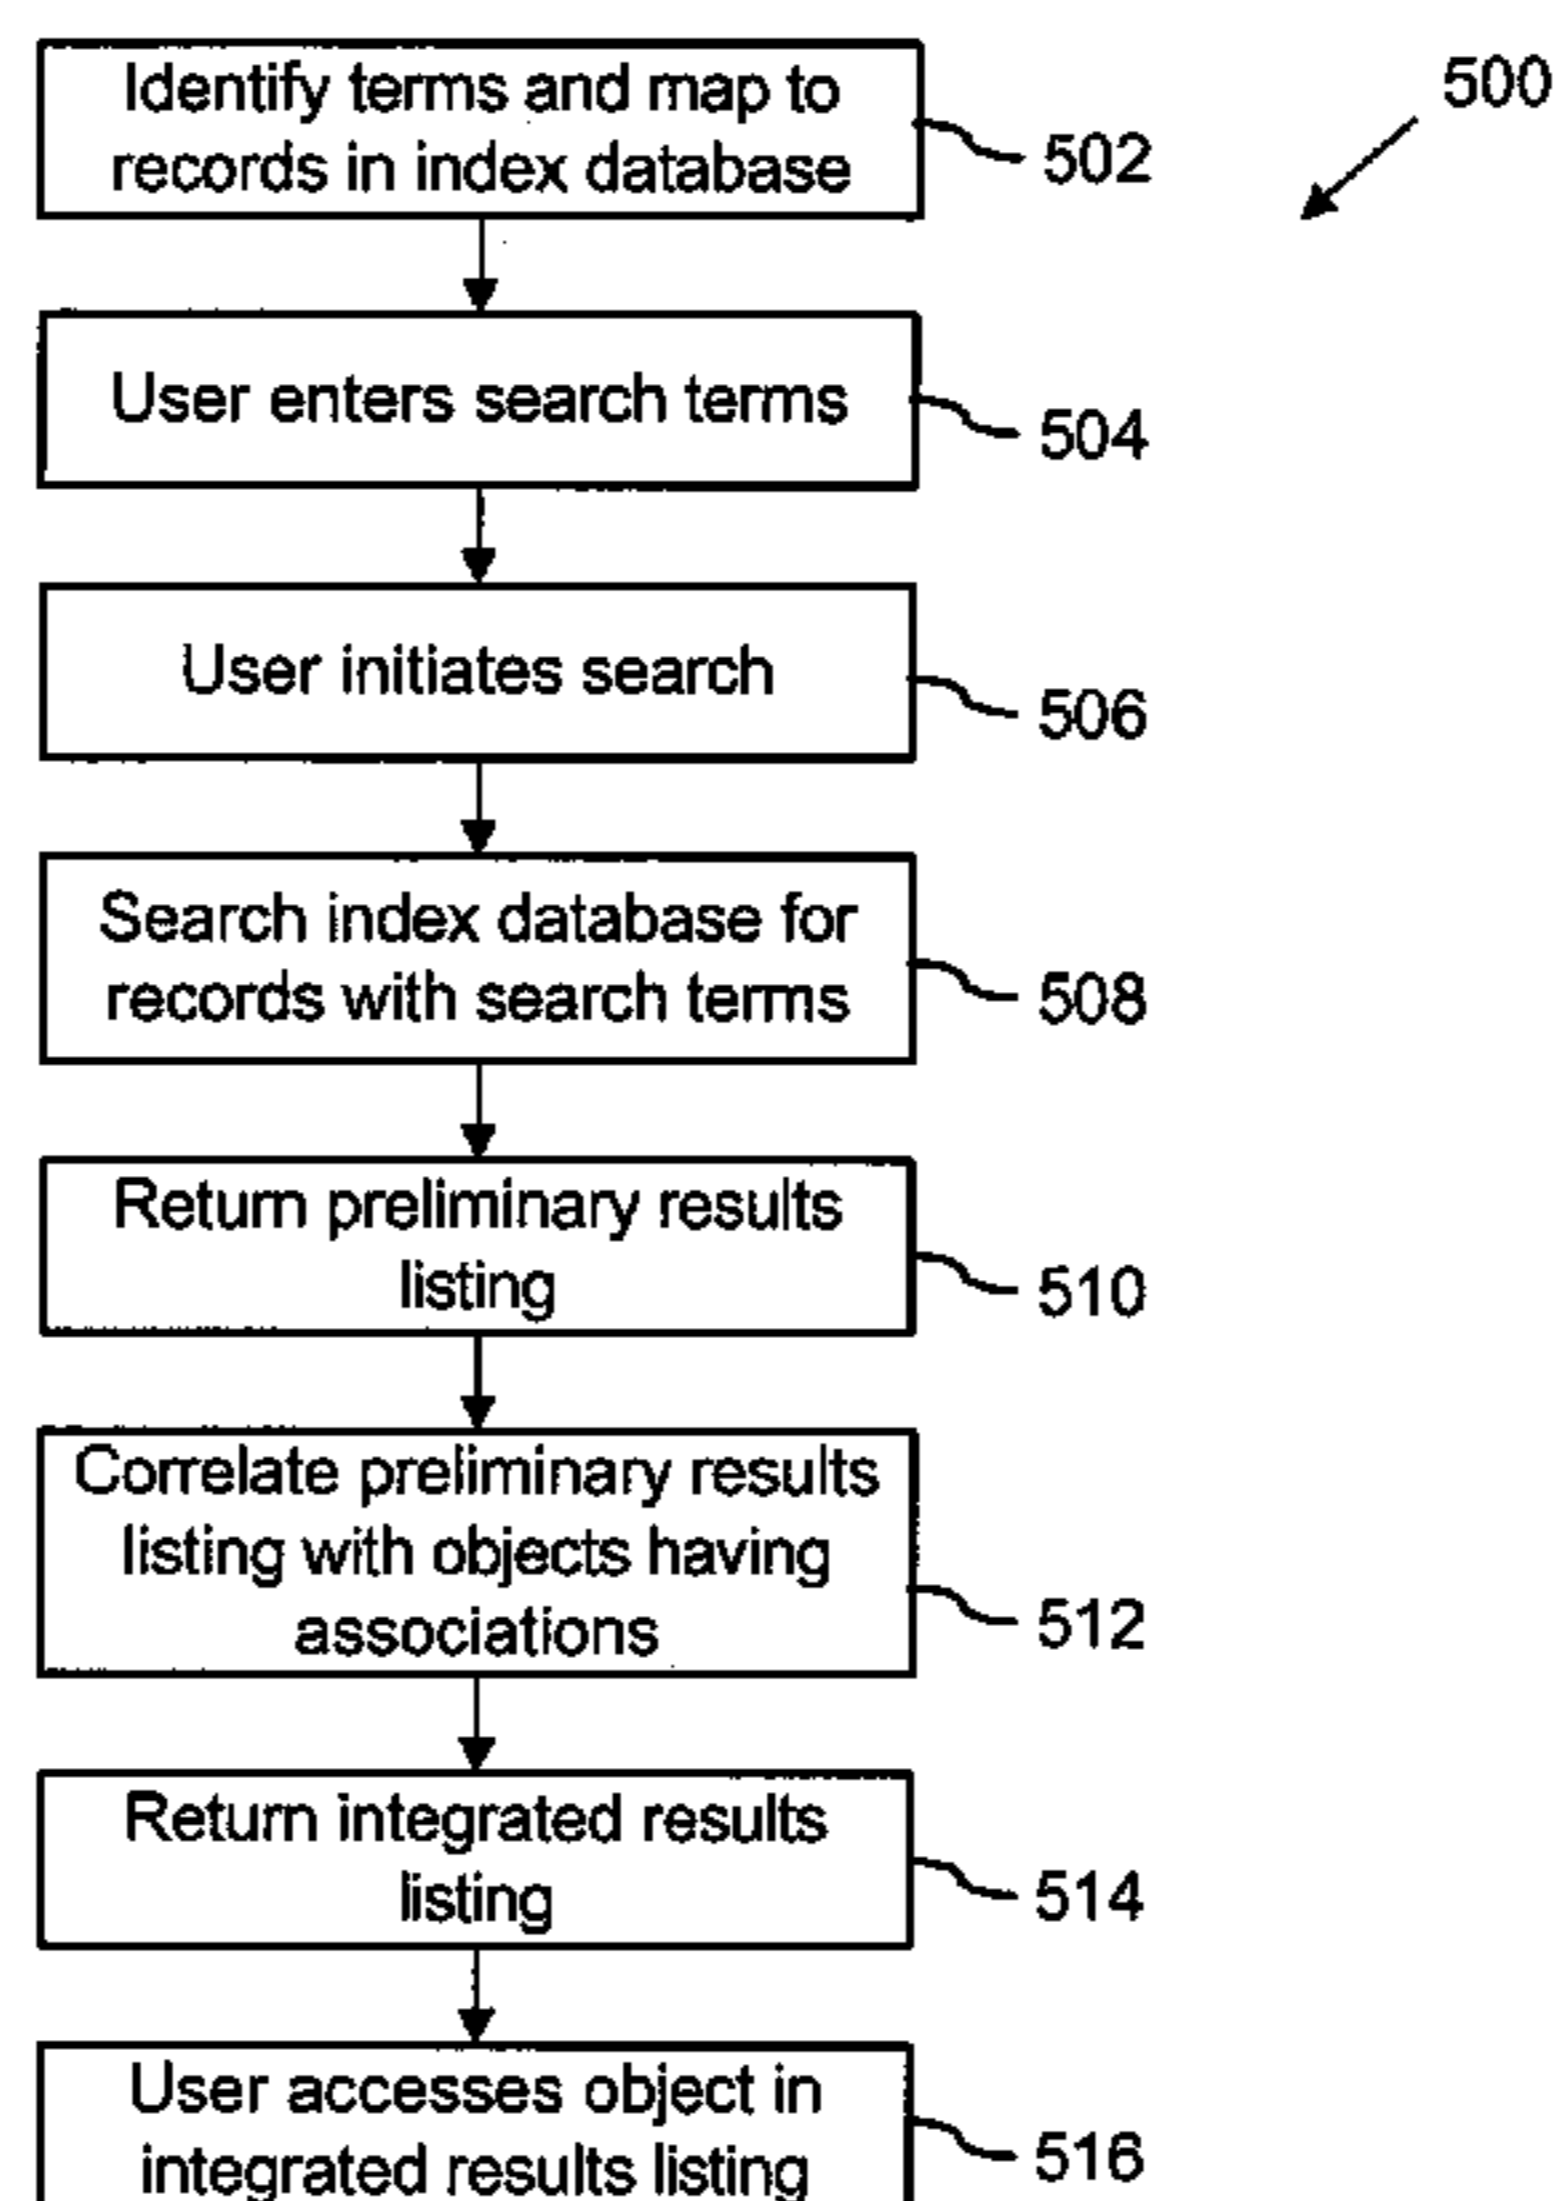 500
Identify terms and map to
records in index database
502
User enters search terms
504
User initiates search
506
Search index database for
records with search terms
508
Return preliminary results
listing
510
Correlate preliminary results
listing with objects having
associations
512
Return integrated results
listing
514
User accesses object in
integrated results listing
516